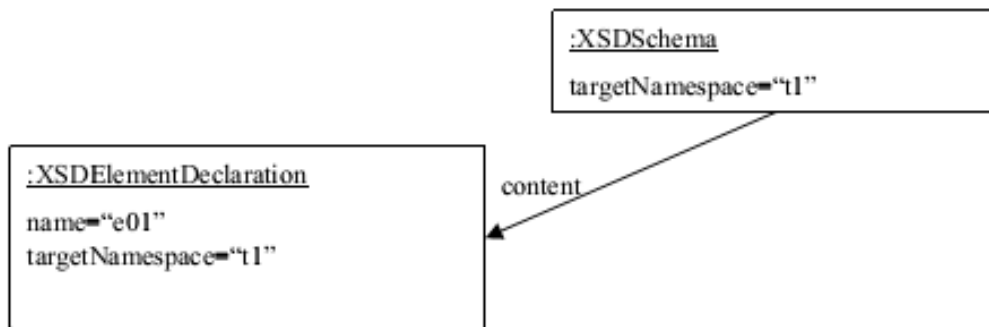 :XSDSchema
targetNamespace=“t1”
:XSDElementDeclaration
content
name=“e01”
targetNamespace=“t1”